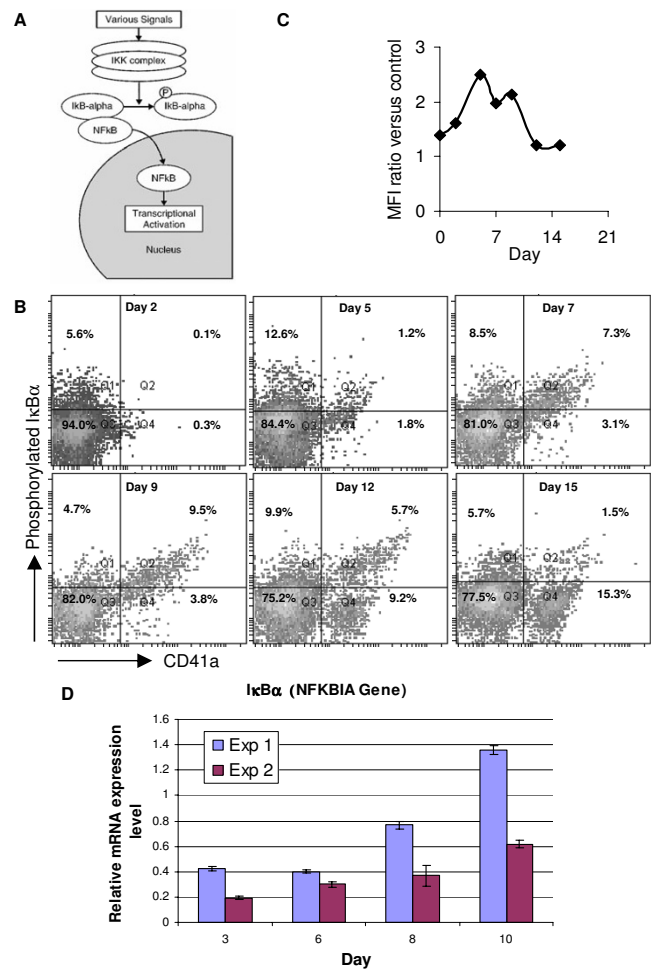 A
Various Signals
IKK complex
P
IkB-alpha
IkB-alpha
NFkB
NFkB
Transcriptional
Activation
Nucleus
C
MFI ratio versus control
3
2
1
0
0
7
14
21
Day
B
Phosphorylated IκBα
Day 2
5.6%
0.1%
Q1
Q2
94.0%
Q3
Q4
0.3%
Day 5
12.6%
1.2%
Q1
Q2
84.4%
Q3
Q4
1.8%
Day 7
8.5%
7.3%
Q1
Q2
81.0%
Q3
Q4
3.1%
Day 9
4.7%
9.5%
Q1
Q2
82.0%
Q3
Q4
3.8%
Day 12
9.9%
5.7%
Q1
Q2
75.2%
Q3
Q4
9.2%
Day 15
5.7%
1.5%
Q1
Q2
77.5%
Q3
Q4
15.3%
CD41a
D
IκBα (NFKBIA Gene)
Relative mRNA expression
level
1.6
1.4
1.2
1
0.8
0.6
0.4
0.2
0
Exp 1
Exp 2
3
6
8
10
Day